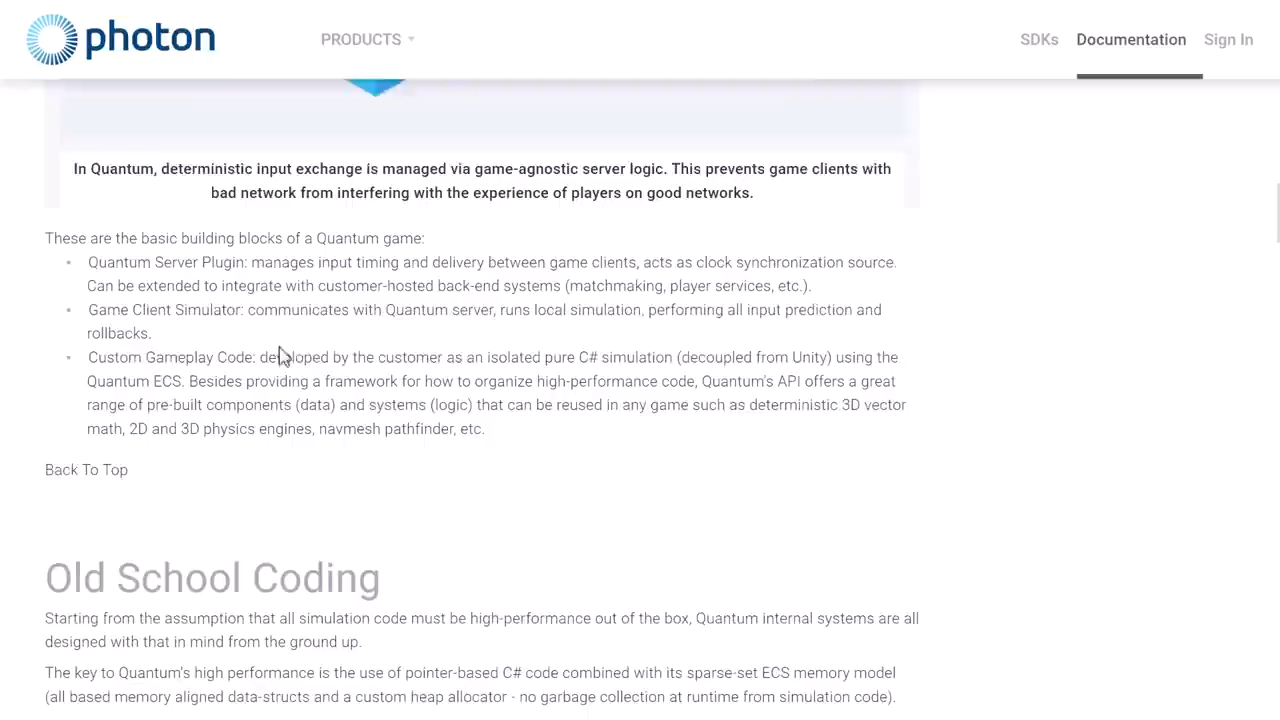 photon
PRODUCTS
SDKs
Documentation
Sign In
In Quantum, deterministic input exchange is managed via game-agnostic server logic. This prevents game clients with
bad network from interfering with the experience of players on good networks.
These are the basic building blocks of a Quantum game:
Quantum Server Plugin: manages input timing and delivery between game clients, acts as clock synchronization source.
Can be extended to integrate with customer-hosted back-end systems (matchmaking, player services, etc.).
Game Client Simulator: communicates with Quantum server, runs local simulation, performing all input prediction and
rollbacks.
Custom Gameplay Code: developed by the customer as an isolated pure C# simulation (decoupled from Unity) using the
Quantum ECS. Besides providing a framework for how to organize high-performance code, Quantum's API offers a great
range of pre-built components (data) and systems (logic) that can be reused in any game such as deterministic 3D vector
math, 2D and 3D physics engines, navmesh pathfinder, etc.
Back To Top
Old School Coding
Starting from the assumption that all simulation code must be high-performance out of the box, Quantum internal systems are all
designed with that in mind from the ground up.
The key to Quantum's high performance is the use of pointer-based C# code combined with its sparse-set ECS memory model
(all based memory aligned data-structs and a custom heap allocator - no garbage collection at runtime from simulation code).